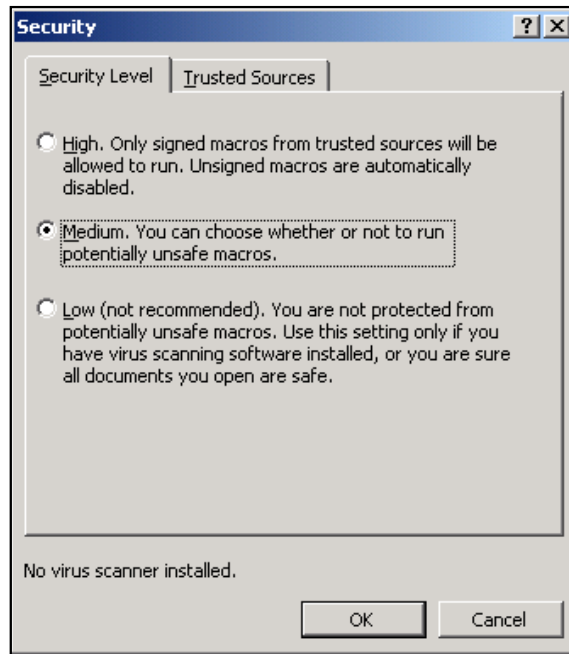 Security
Security Level
Trusted Sources
High. Only signed macros from trusted sources will be
allowed to run. Unsigned macros are automatically
disabled.
Medium. You can choose whether or not to run
potentially unsafe macros.
Low (not recommended). You are not protected from
potentially unsafe macros. Use this setting only if you
have virus scanning software installed, or you are sure
all documents you open are safe.
No virus scanner installed.
OK
Cancel